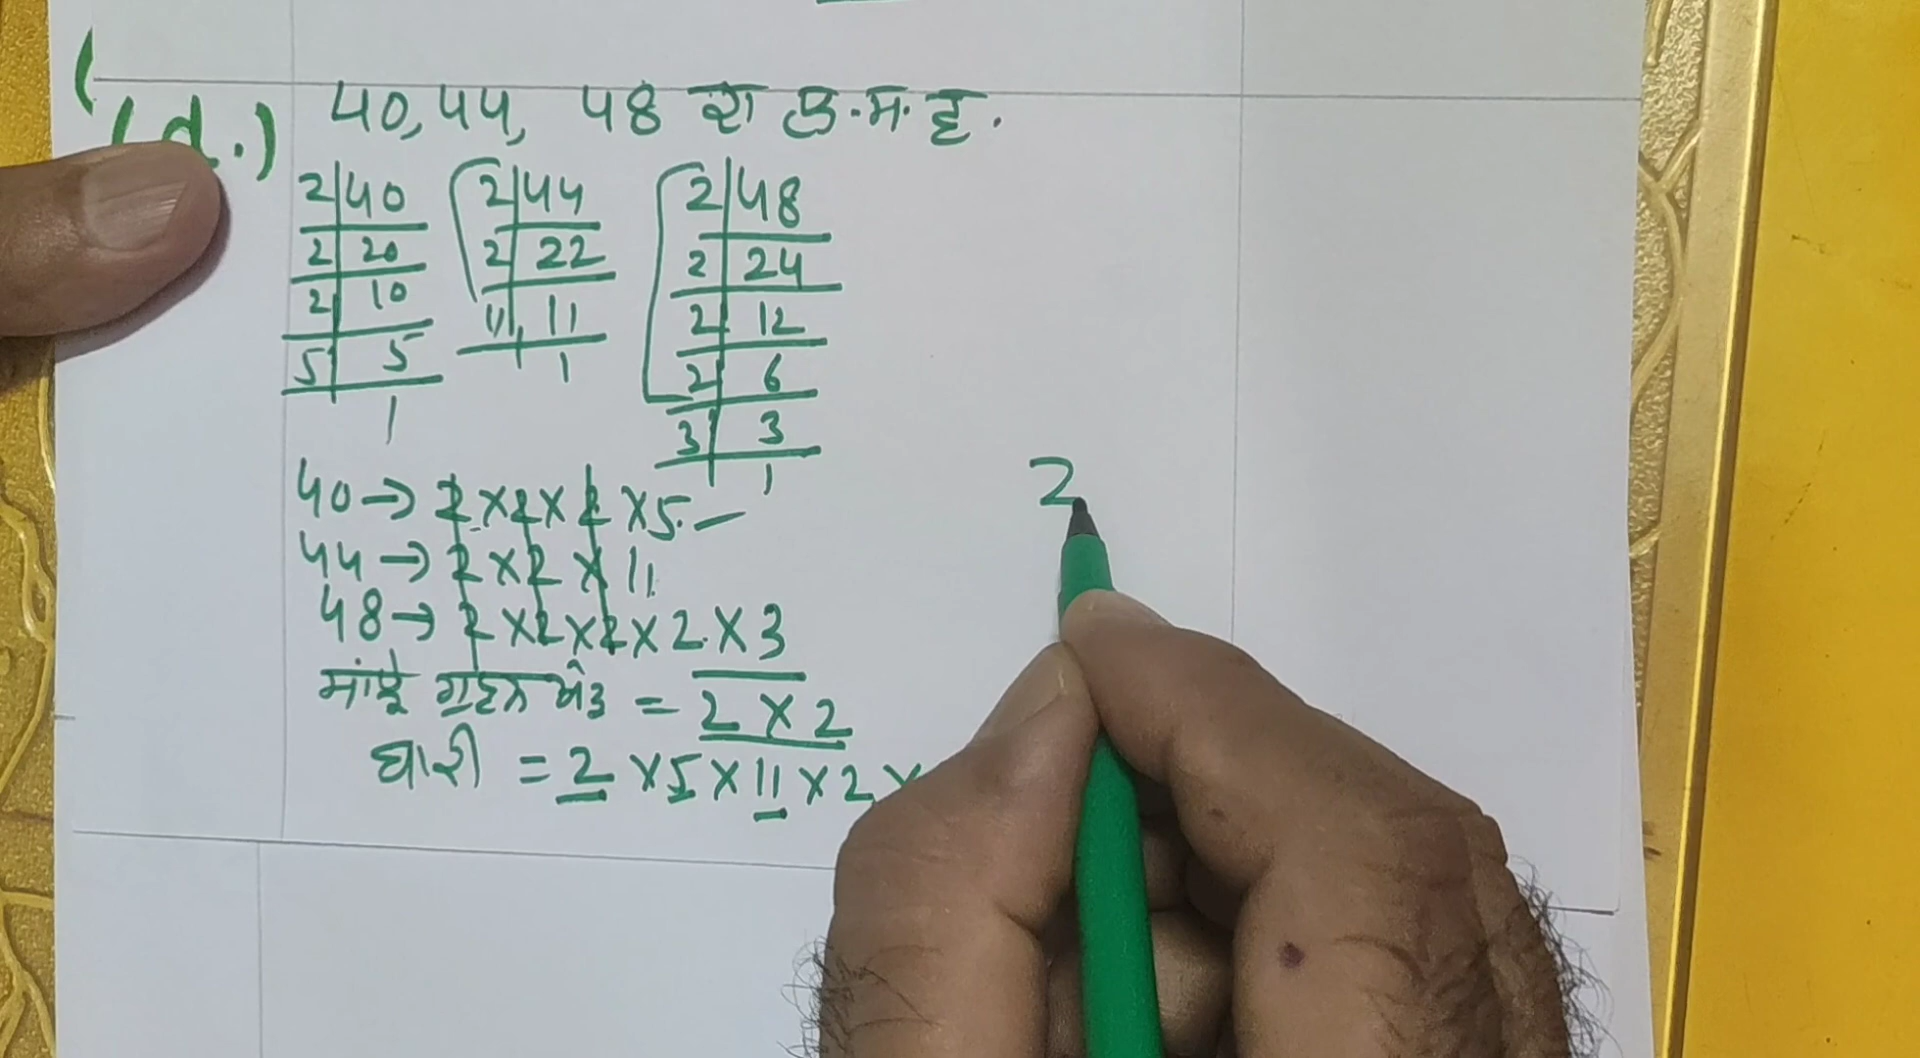 (d.) 40, 44, 48 ਦਾ ਲ.ਸ.ਵ.
2|40 2|44 2|48
2|20 2|22 2|24
2|10 11|11 2|12
5|5 1 2|6
1 3|3
1
40→ 2×2×2×5.
44→ 2×2×11
48→ 2×2×2×2×3
ਸਾਂਝੇ ਗੁਣਨਖੰਡ = 2×2
ਬਾਕੀ = 2×5×11×2×
2